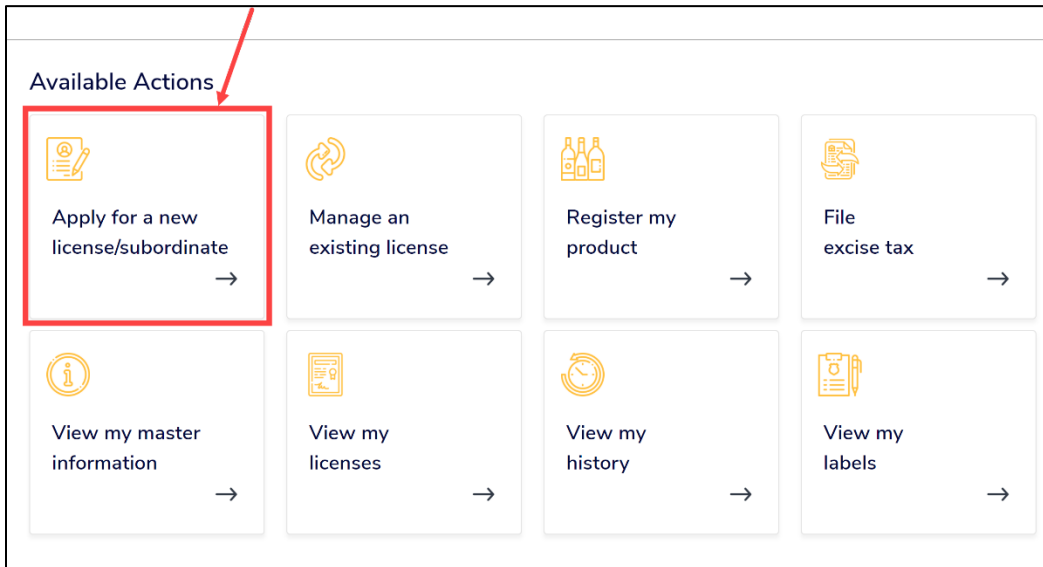 Available Actions
Apply for a new
license/subordinate
Manage an
existing license
Register my
product
File
excise tax
View my master
information
View my
licenses
View my
history
View my
labels